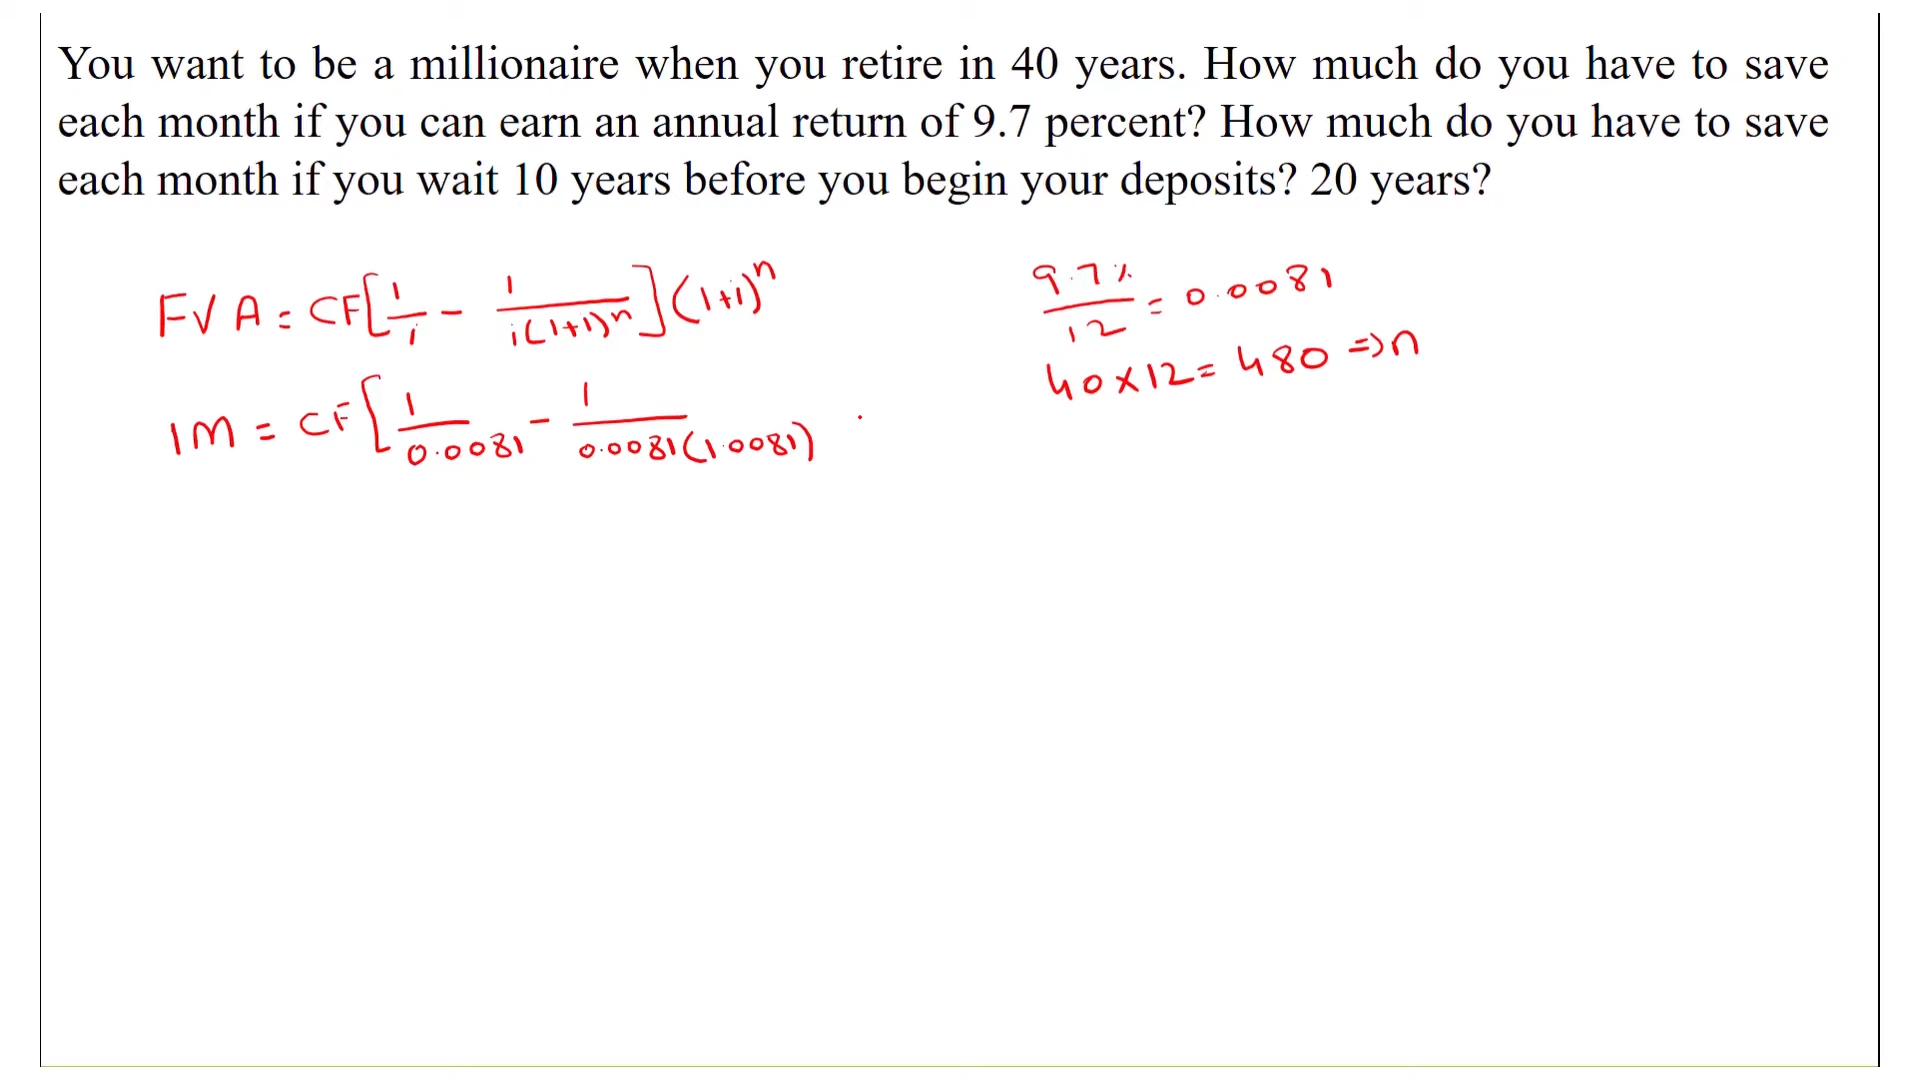 You want to be a millionaire when you retire in 40 years. How much do you have to save
each month if you can earn an annual return of 9.7 percent? How much do you have to save
each month if you wait 10 years before you begin your deposits? 20 years?
FVA = CF[1/i - 1/i(1+i)^n](1+i)^n
9.7%/12 = 0.0081
40 x 12 = 480 => n
1M = CF[1/0.0081 - 1/0.0081(1.0081)